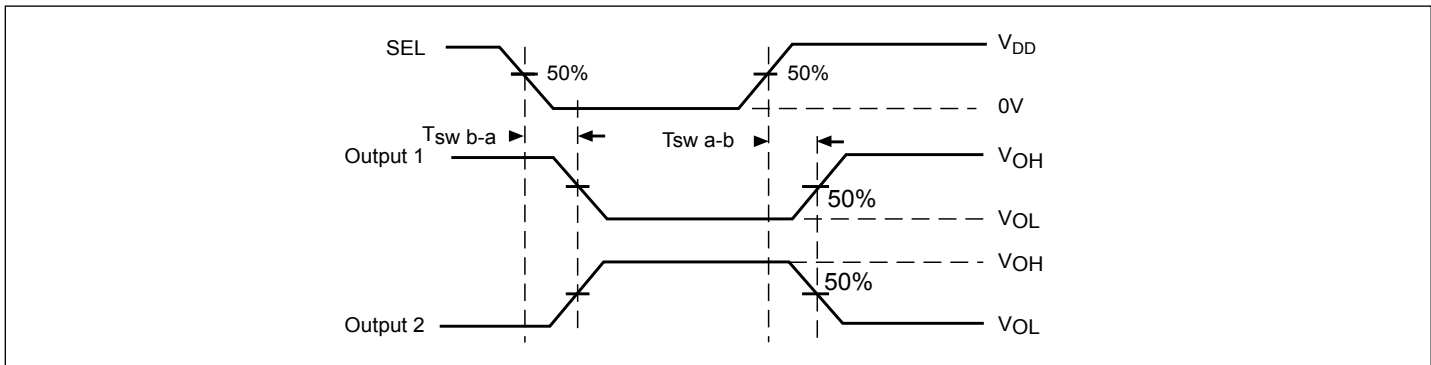 SEL
50%
50%
VDD
0V
Tsw b-a
Tsw a-b
Output 1
VOH
50%
VOL
VOH
50%
Output 2
VOL